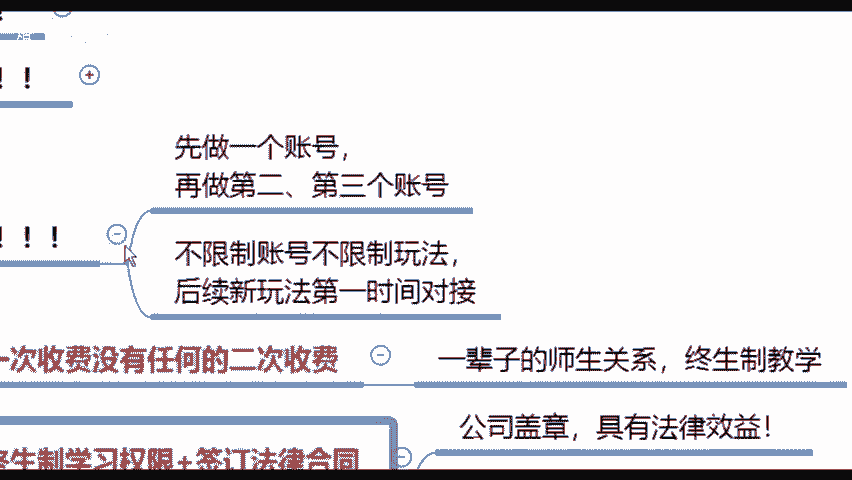 ！！
先做一个账号，
再做第二、第三个账号
！！！
不限制账号不限制玩法，
后续新玩法第一时间对接
一次收费没有任何的二次收费
一辈子的师生关系，终生制教学
公司盖章，具有法律效益！
终生制学习权限+签订法律合同